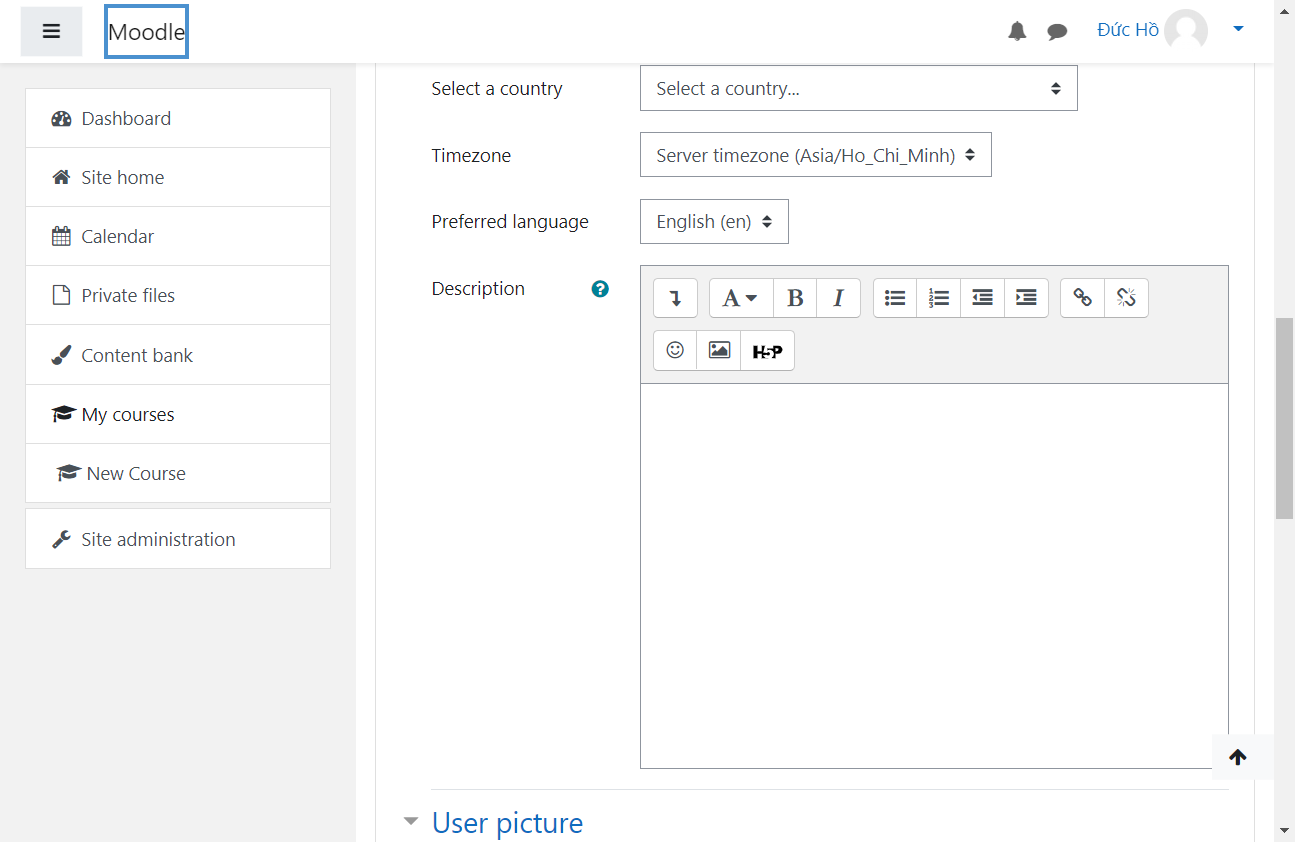 Moodle
Đức Hồ
Dashboard
Site home
Calendar
Private files
Content bank
My courses
New Course
Site administration
Select a country
Select a country...
Timezone
Server timezone (Asia/Ho_Chi_Minh)
Preferred language
English (en)
Description
A B I
H5P
User picture